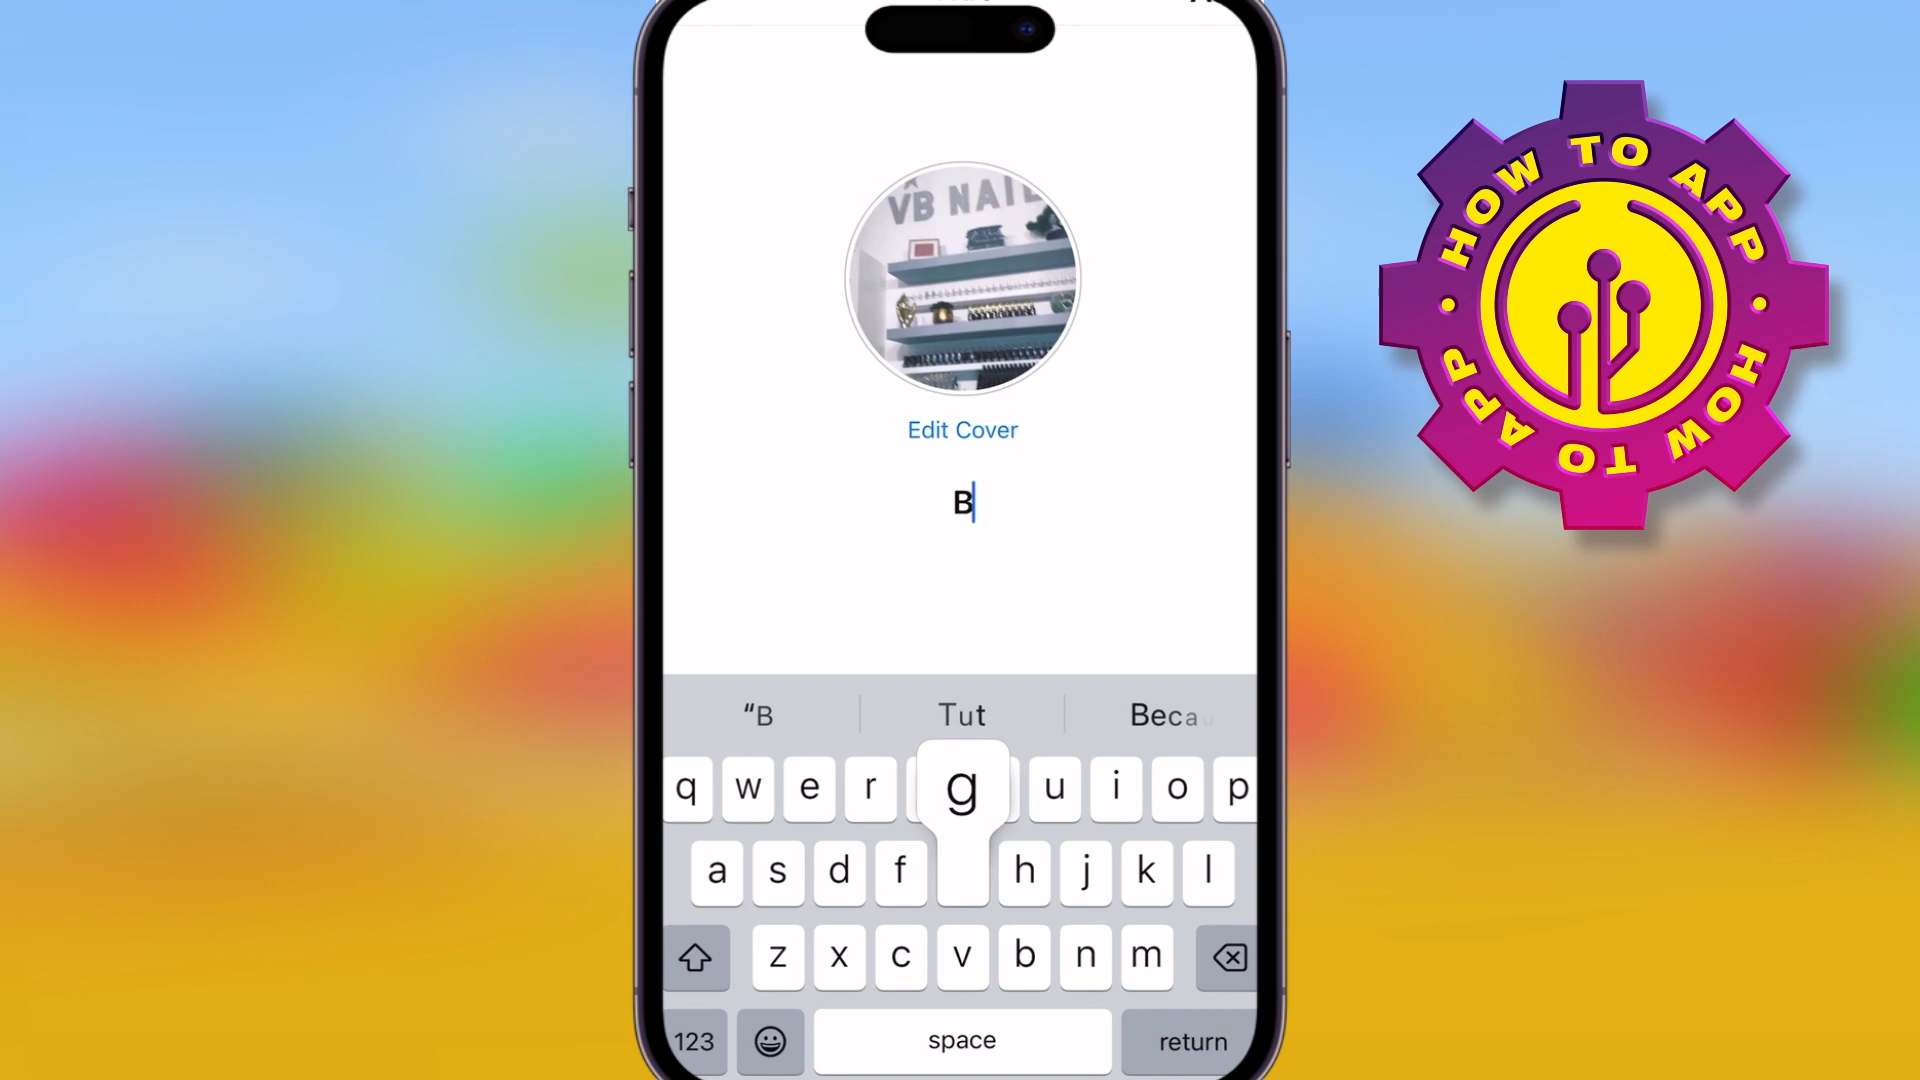 VB NAIL
Edit Cover
B
“B Tut Becau
q w e r g u i o p
a s d f h j k l
z x c v b n m
123 space return
HOW TO APP · HOW TO APP ·